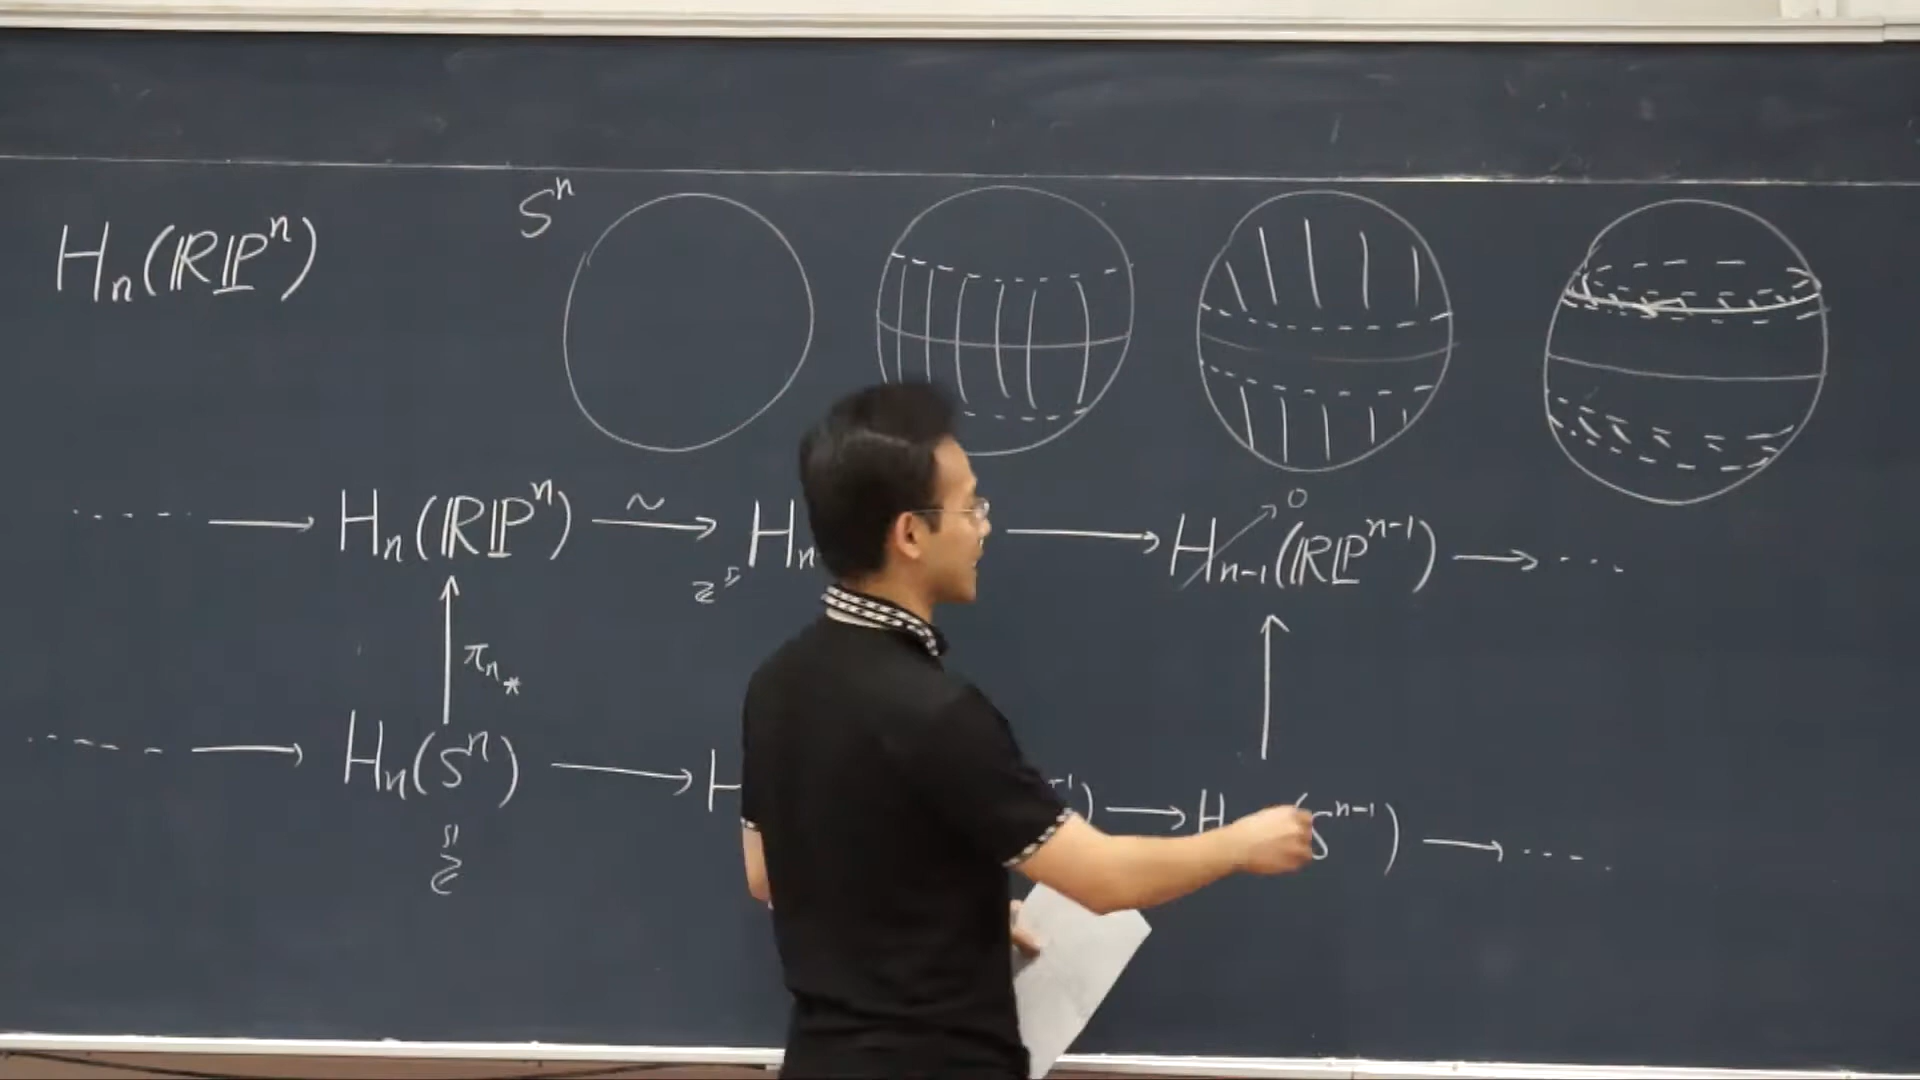 Hₙ(ℝℙⁿ) Sⁿ
0
····· → Hₙ(ℝℙⁿ) ~→ Hₙ → Hₙ₋₁(ℝℙⁿ⁻¹) → ···
ℤ
↑ πₙ* ↑
····· → Hₙ(Sⁿ) → H ) → H (Sⁿ⁻¹) → ····
ℤ